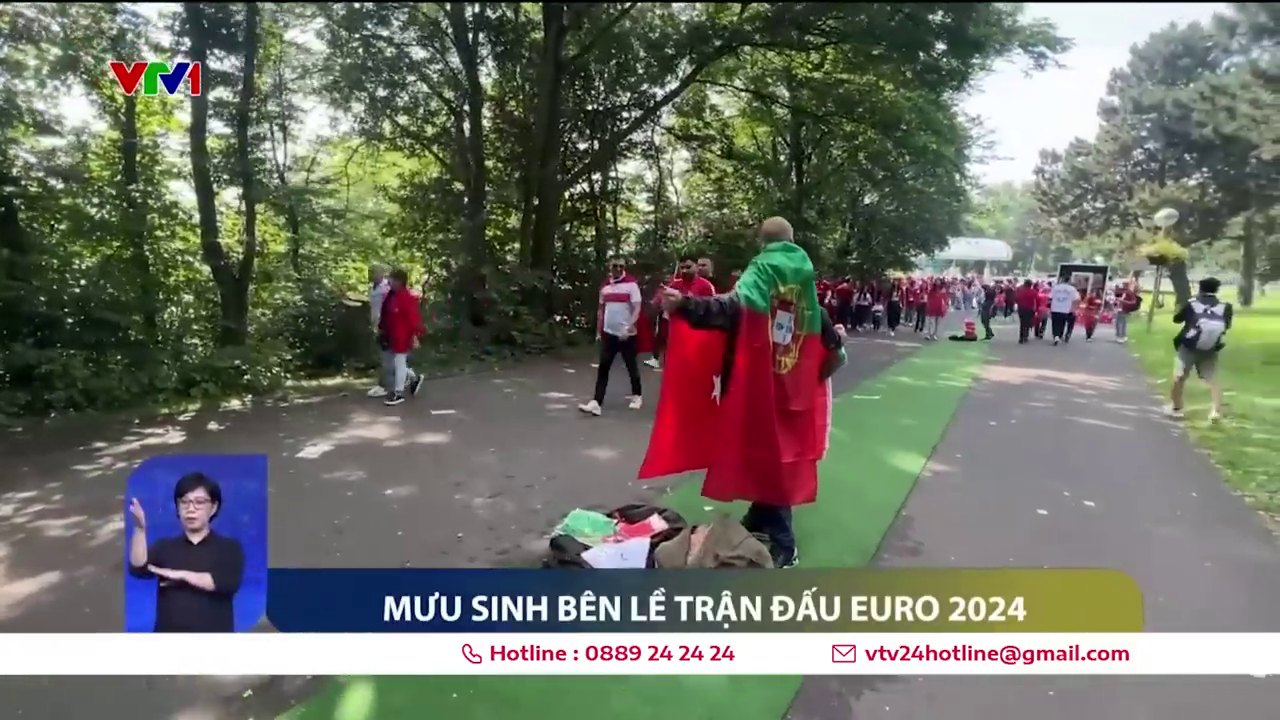 VTV1
MƯU SINH BÊN LỀ TRẬN ĐẤU EURO 2024
Hotline : 0889 24 24 24
vtv24hotline@gmail.com